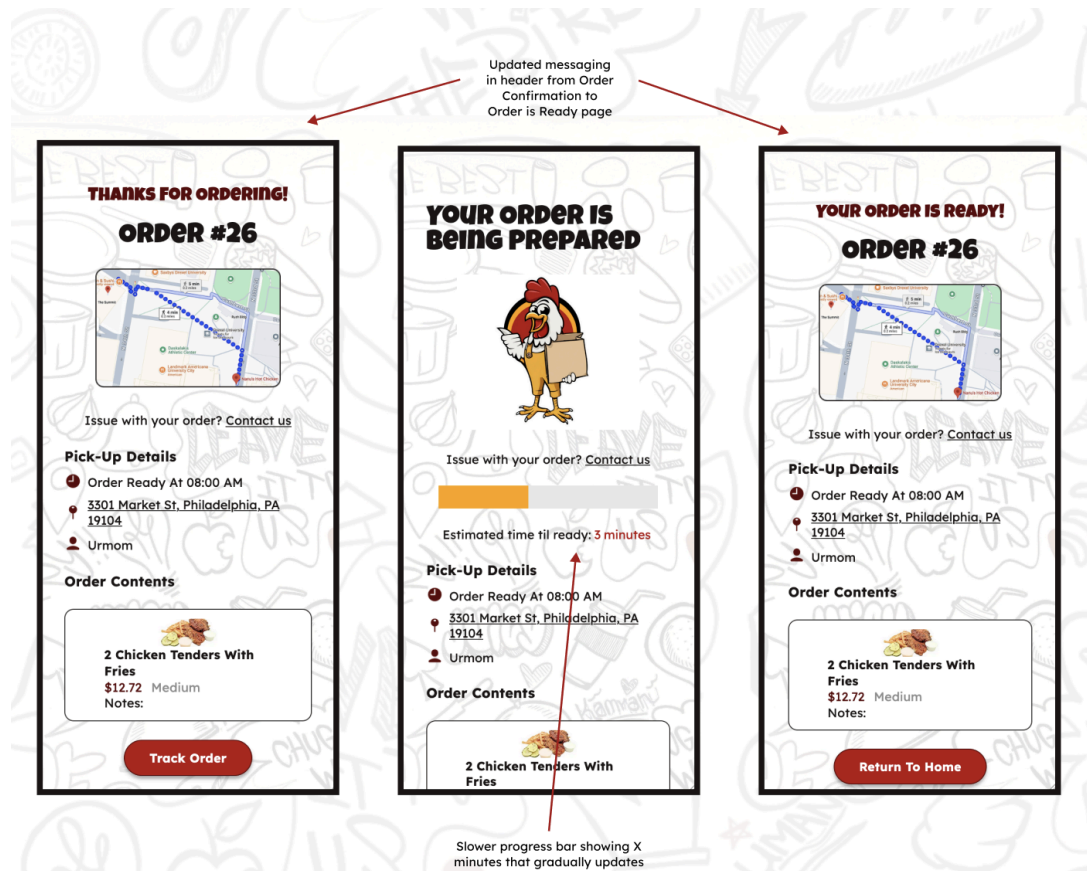 Updated messaging
in header from Order
Confirmation to
Order is Ready page
THANKS FOR ORDERING!
ORDER #26
Issue with your order? Contact us
Pick-Up Details
Order Ready At 08:00 AM
3301 Market St, Philadelphia, PA
19104
Urmom
Order Contents
2 Chicken Tenders With
Fries
$12.72 Medium
Notes:
Track Order
YOUR ORDER IS
BEING PREPARED
Issue with your order? Contact us
Estimated time til ready: 3 minutes
Pick-Up Details
Order Ready At 08:00 AM
3301 Market St, Philadelphia, PA
19104
Urmom
Order Contents
2 Chicken Tenders With
Fries
YOUR ORDER IS READY!
ORDER #26
Issue with your order? Contact us
Pick-Up Details
Order Ready At 08:00 AM
3301 Market St, Philadelphia, PA
19104
Urmom
Order Contents
2 Chicken Tenders With
Fries
$12.72 Medium
Notes:
Return To Home
Slower progress bar showing X
minutes that gradually updates